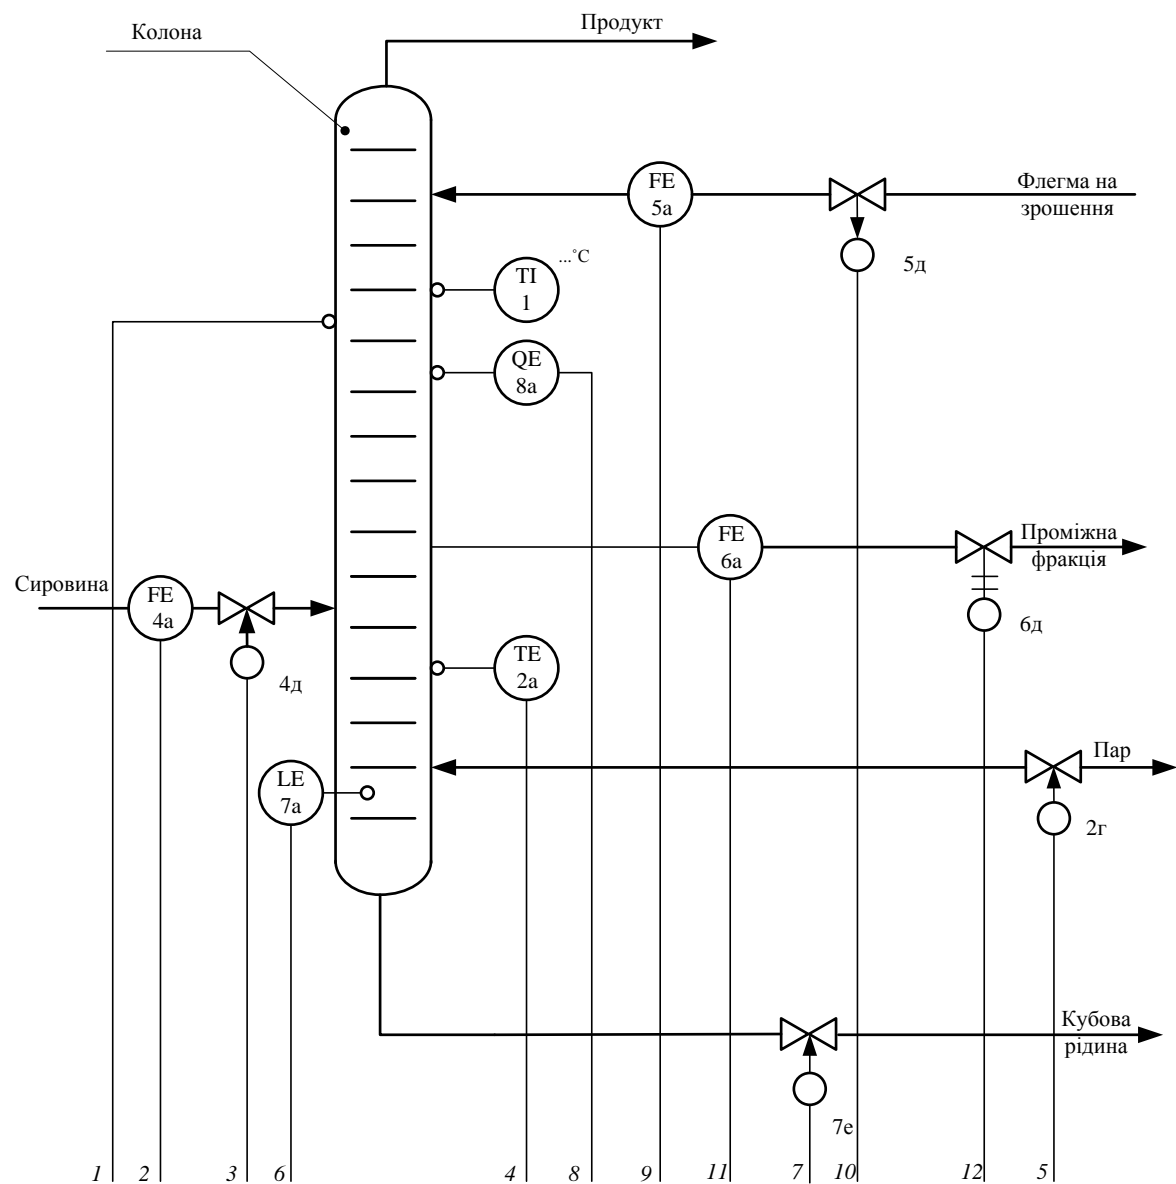 Продукт
Колона
FE
5а
Флегма на
зрошення
5д
TI
1
...°C
QE
8а
Сировина
FE
4а
4д
FE
6а
Проміжна
фракція
6д
TE
2а
LE
7а
Пар
2г
Кубова
рідина
7е
1 2 3 6 4 8 9 11 7 10 12 5